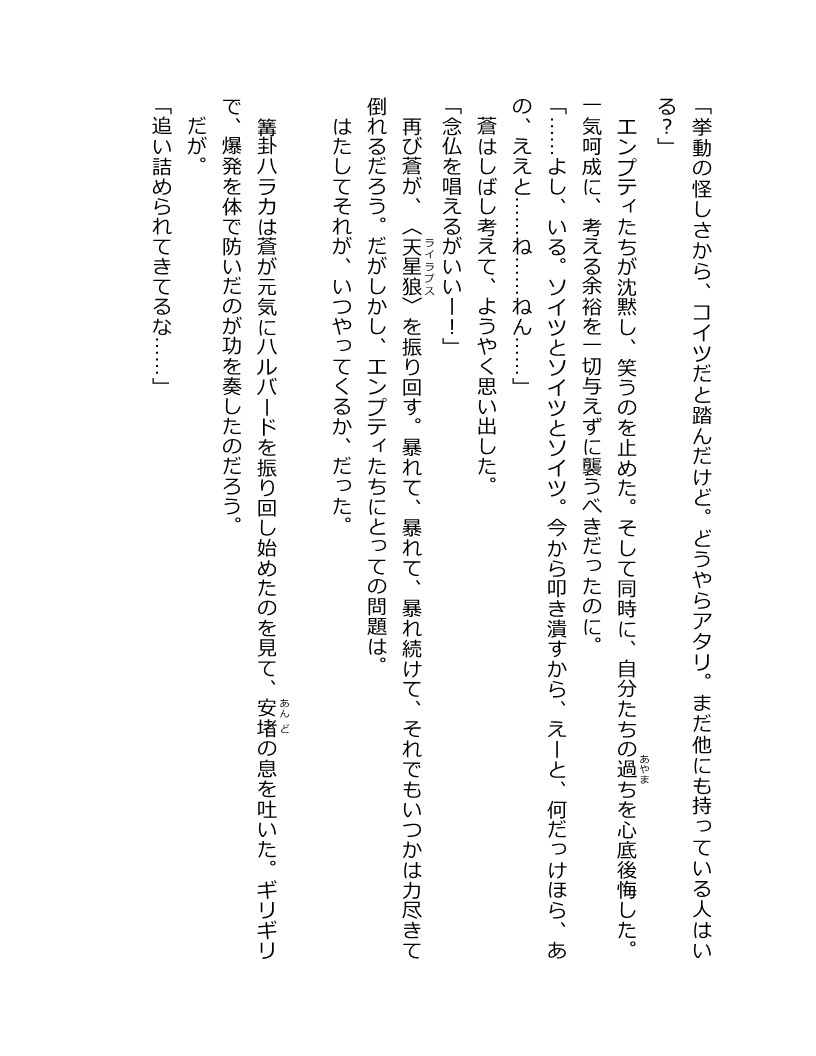 「挙動の怪しさから、コイツだと踏んだけど。どうやらアタリ。まだ他にも持っている人はい
る？」
エンプティたちが沈黙し、笑うのを止めた。そして同時に、自分たちの過ちを心底後悔した。
一気呵成に、考える余裕を一切与えずに襲うべきだったのに。
「……よし、いる。ソイツとソイツとソイツ。今から叩き潰すから、えーと、何だっけほら、あ
の、ええと……ね……ねん……」
蒼はしばし考えて、ようやく思い出した。
「念仏を唱えるがいいー！」
再び蒼が、〈天星狼〉を振り回す。暴れて、暴れて、暴れ続けて、それでもいつかは力尽きて
倒れるだろう。だがしかし、エンプティたちにとっての問題は。
はたしてそれが、いつやってくるか、だった。
篝卦ハラカは蒼が元気にハルバードを振り回し始めたのを見て、安堵の息を吐いた。ギリギリ
で、爆発を体で防いだのが功を奏したのだろう。
だが。
「追い詰められてきてるな……」